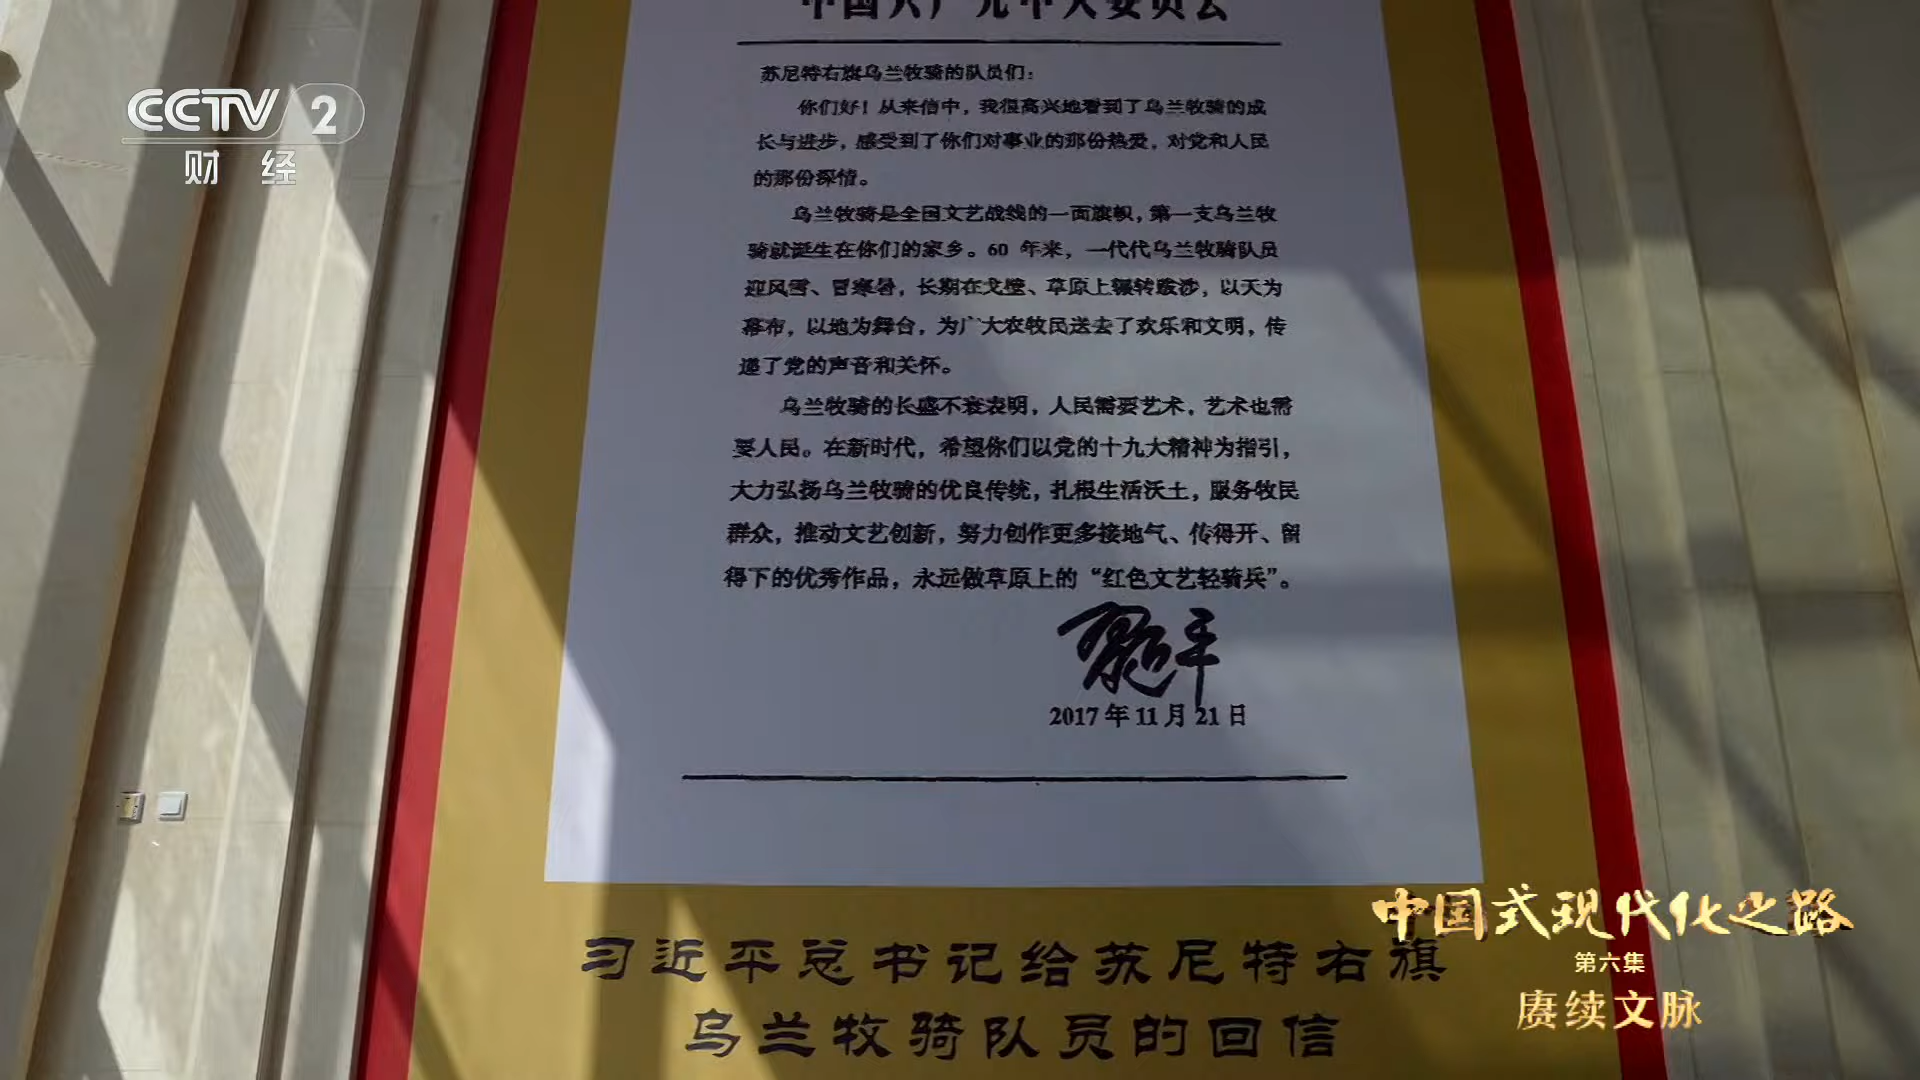 CCTV 2
财经
苏尼特右旗乌兰牧骑的队员们：
你们好！从来信中，我很高兴地看到了乌兰牧骑的成
长与进步，感受到了你们对事业的那份热爱，对党和人民
的那份深情。
乌兰牧骑是全国文艺战线的一面旗帜，第一支乌兰牧
骑就诞生在你们的家乡。60 年来，一代代乌兰牧骑队员
迎风雪、冒寒暑，长期在戈壁、草原上辗转跋涉，以天为
幕布，以地为舞台，为广大农牧民送去了欢乐和文明，传
递了党的声音和关怀。
乌兰牧骑的长盛不衰表明，人民需要艺术，艺术也需
要人民。在新时代，希望你们以党的十九大精神为指引，
大力弘扬乌兰牧骑的优良传统，扎根生活沃土，服务牧民
群众，推动文艺创新，努力创作更多接地气、传得开、留
得下的优秀作品，永远做草原上的“红色文艺轻骑兵”。
习近平
2017 年 11 月 21 日
习近平总书记给苏尼特右旗
乌兰牧骑队员的回信
中国式现代化之路
第六集
赓续文脉